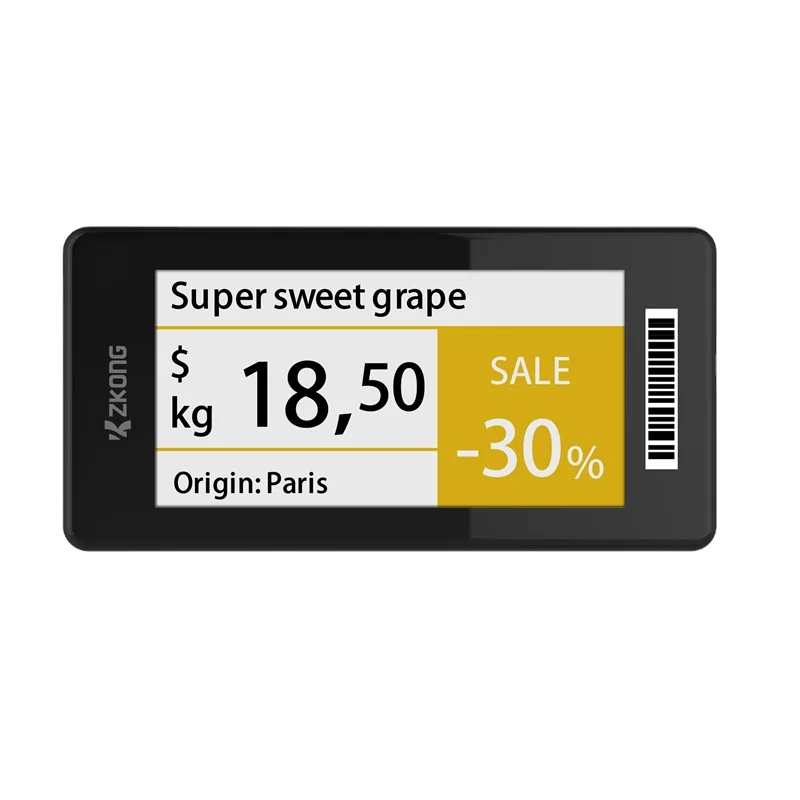 ZKONG
Super sweet grape
$
kg
18,50
Origin: Paris
SALE
-30%